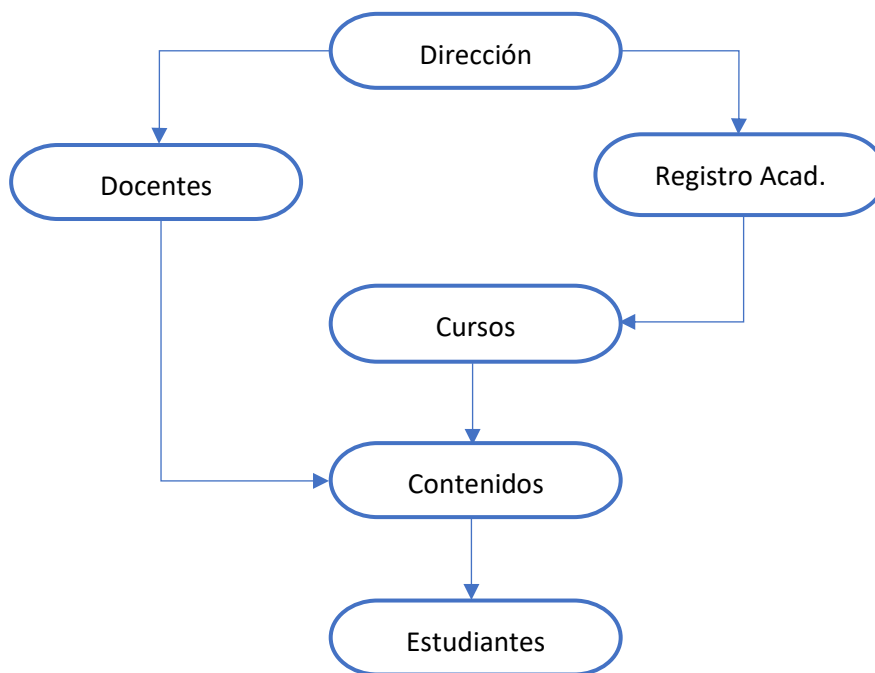 Dirección
Docentes
Registro Acad.
Cursos
Contenidos
Estudiantes